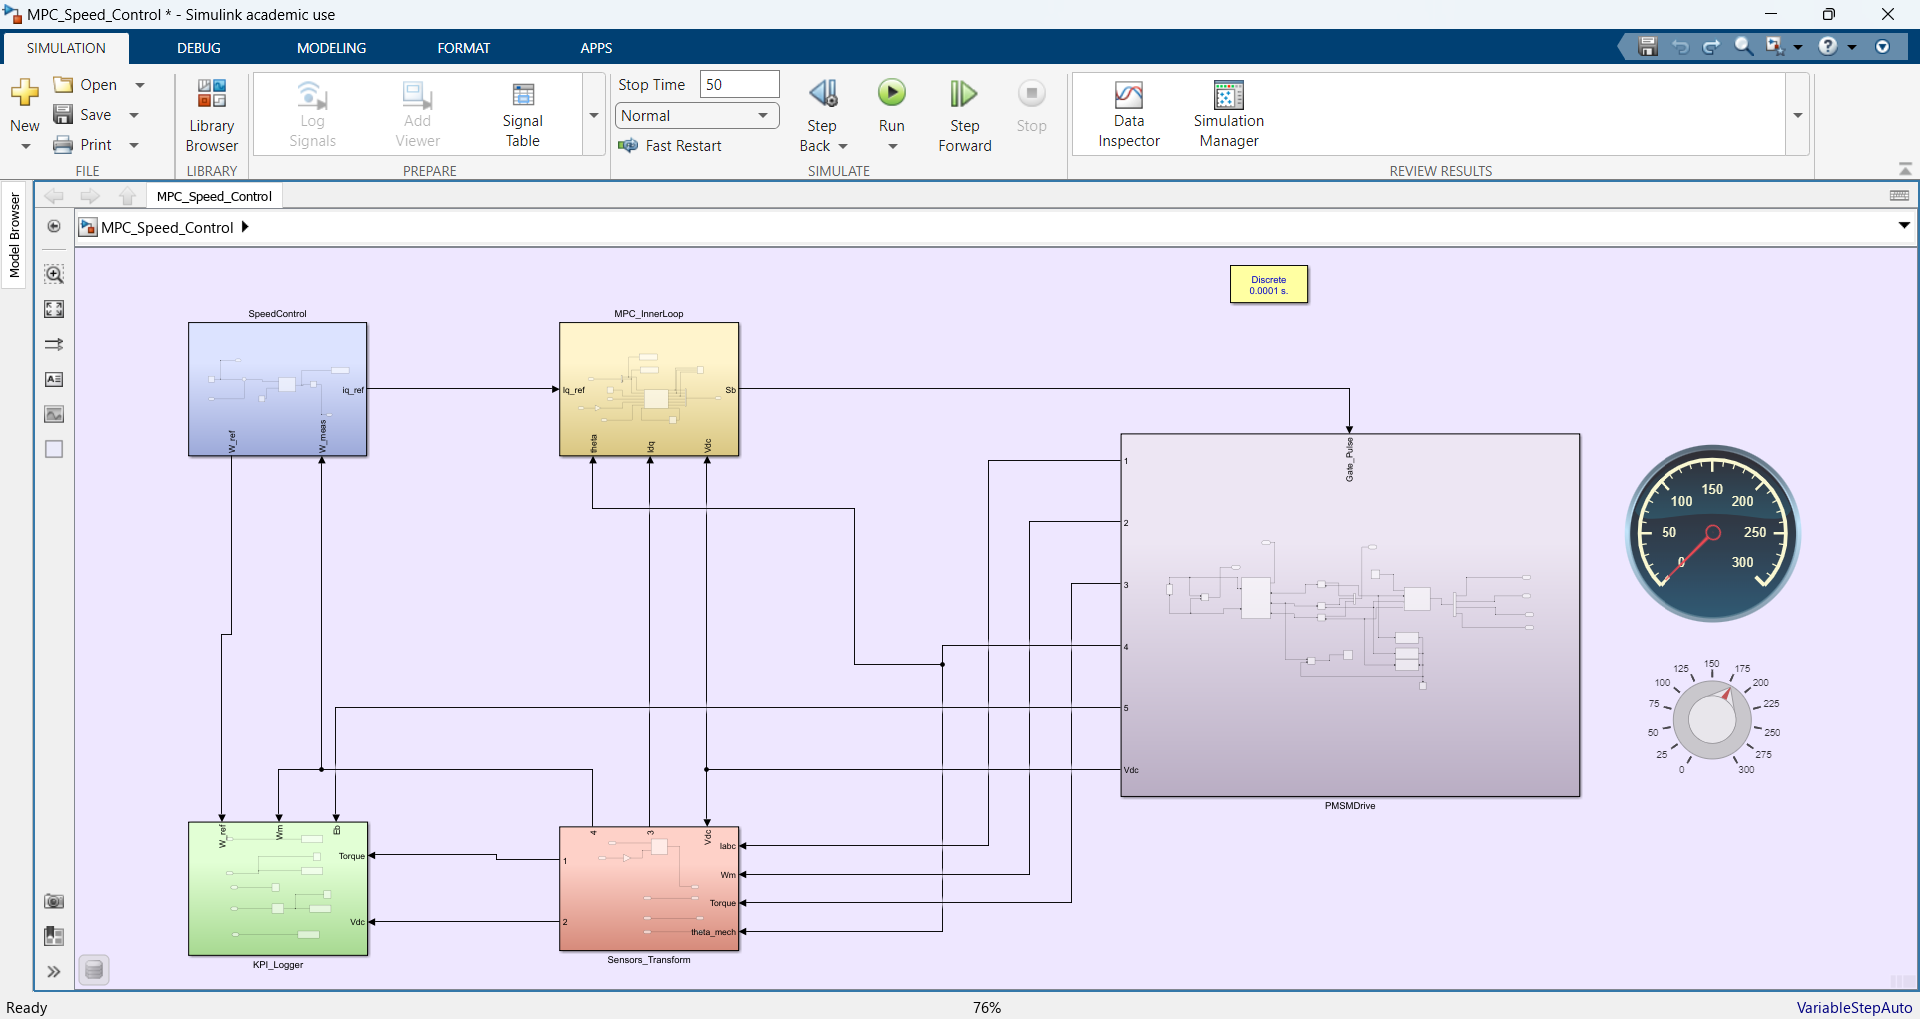 MPC_Speed_Control * - Simulink academic use
SIMULATION
DEBUG
MODELING
FORMAT
APPS
New
Open
Save
Print
FILE
Library
Browser
LIBRARY
Log
Signals
Add
Viewer
Signal
Table
PREPARE
Stop Time 50
Normal
Fast Restart
Step
Back
Run
Step
Forward
Stop
SIMULATE
Data
Inspector
Simulation
Manager
REVIEW RESULTS
Model Browser
MPC_Speed_Control
MPC_Speed_Control
Discrete
0.0001 s.
SpeedControl
iq_ref
W_ref
W_meas
MPC_InnerLoop
Iq_ref
Sb
theta
Idq
Vdc
Gate_Pulse
1
2
3
4
5
Vdc
PMSMDrive
0
50
100
150
200
250
300
0
25
50
75
100
125
150
175
200
225
250
275
300
W_ref
Wm
Eb
Torque
Vdc
KPI_Logger
4
3
Vdc
1
2
Iabc
Wm
Torque
theta_mech
Sensors_Transform
Ready
76%
VariableStepAuto